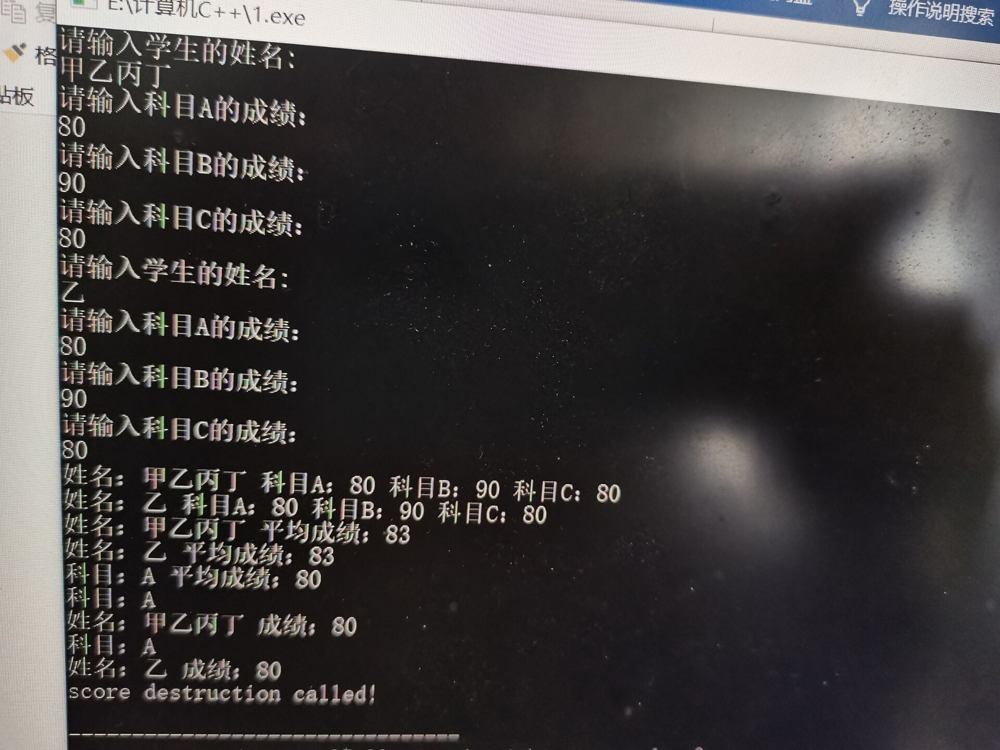 E:\计算机C++\1.exe
操作说明搜索
复
格
贴板
请输入学生的姓名:
甲乙丙丁
请输入科目A的成绩:
80
请输入科目B的成绩:
90
请输入科目C的成绩:
80
请输入学生的姓名:
乙
请输入科目A的成绩:
80
请输入科目B的成绩:
90
请输入科目C的成绩:
80
姓名: 甲乙丙丁 科目A: 80 科目B: 90 科目C: 80
姓名: 乙 科目A: 80 科目B: 90 科目C: 80
姓名: 甲乙丙丁 平均成绩: 83
姓名: 乙 平均成绩: 83
科目: A 平均成绩: 80
科目: A
姓名: 甲乙丙丁 成绩: 80
科目: A
姓名: 乙 成绩: 80
score destruction called!
--------------------------------